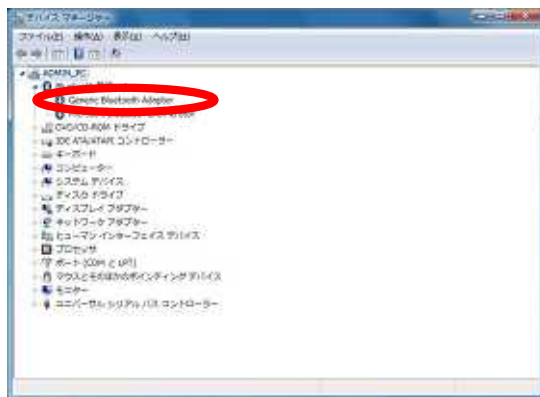 デバイス マネージャー
ファイル(F) 操作(A) 表示(V) ヘルプ(H)
ADMIN_PC
Generic Bluetooth Adapter
DVD/CD-ROM ドライブ
IDE ATA/ATAPI コントローラー
キーボード
コンピューター
システム デバイス
ディスク ドライブ
ディスプレイ アダプター
ネットワーク アダプター
ヒューマン インターフェイス デバイス
プロセッサ
ポート (COM と LPT)
マウスとそのほかのポインティング デバイス
モニター
ユニバーサル シリアル バス コントローラー